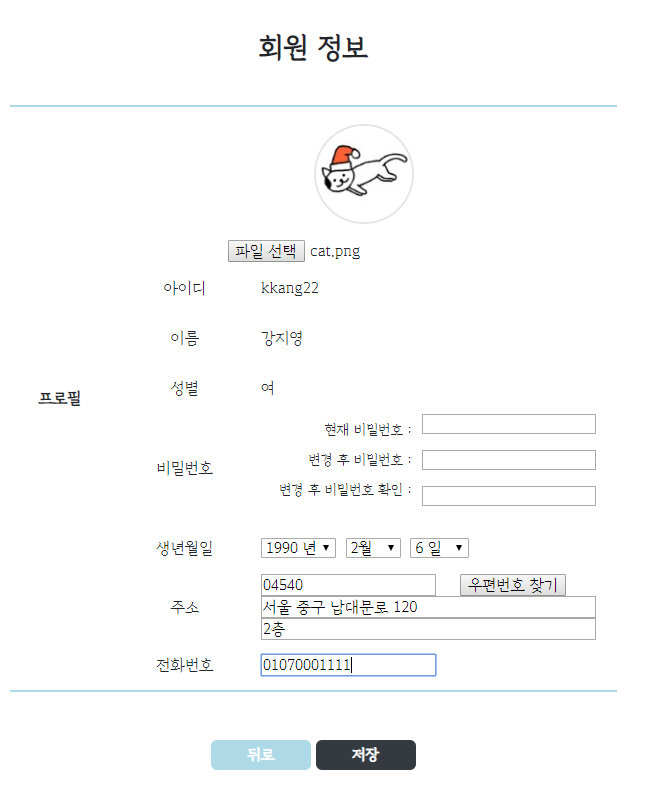 회원 정보
파일 선택 cat.png
아이디 kkang22
이름 강지영
성별 여
프로필
현재 비밀번호 :
비밀번호
변경 후 비밀번호 :
변경 후 비밀번호 확인 :
생년월일 1990 년 2월 6 일
04540 우편번호 찾기
주소 서울 중구 남대문로 120
2층
전화번호 01070001111
뒤로 저장